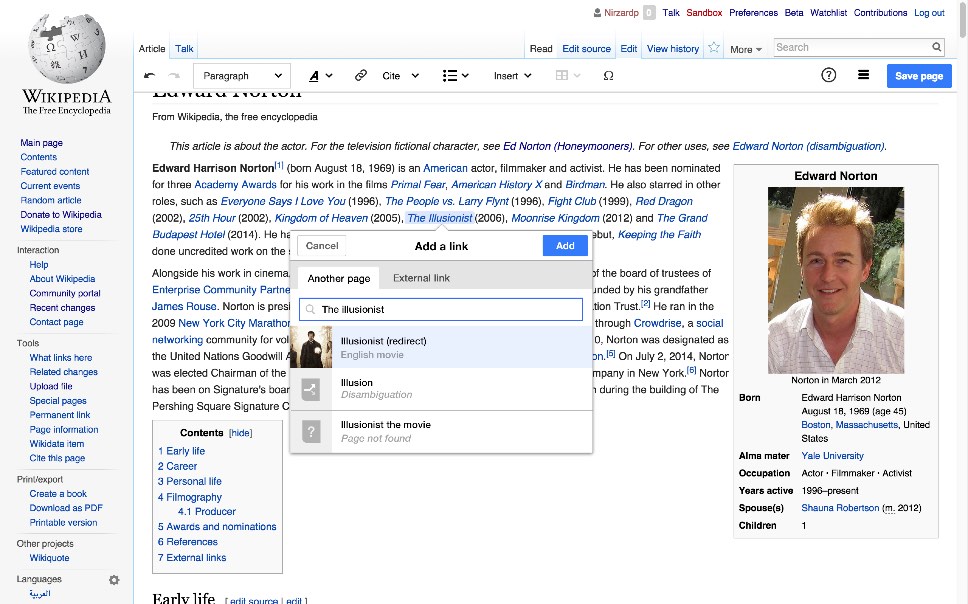 Nirzardp 0 Talk Sandbox Preferences Beta Watchlist Contributions Log out
WIKIPEDIA
The Free Encyclopedia
Article Talk
Read Edit source Edit View history More Search
Paragraph A Cite Insert Ω ? Save page
Main page
Contents
Featured content
Current events
Random article
Donate to Wikipedia
Wikipedia store
Interaction
Help
About Wikipedia
Community portal
Recent changes
Contact page
Tools
What links here
Related changes
Upload file
Special pages
Permanent link
Page information
Wikidata item
Cite this page
Print/export
Create a book
Download as PDF
Printable version
Other projects
Wikiquote
Languages
العربية
Edward Norton
From Wikipedia, the free encyclopedia
This article is about the actor. For the television fictional character, see Ed Norton (Honeymooners). For other uses, see Edward Norton (disambiguation).
Edward Harrison Norton[1] (born August 18, 1969) is an American actor, filmmaker and activist. He has been nominated
for three Academy Awards for his work in the films Primal Fear, American History X and Birdman. He also starred in other
roles, such as Everyone Says I Love You (1996), The People vs. Larry Flynt (1996), Fight Club (1999), Red Dragon
(2002), 25th Hour (2002), Kingdom of Heaven (2005), The Illusionist (2006), Moonrise Kingdom (2012) and The Grand
Budapest Hotel (2014). He ha ebut, Keeping the Faith
done uncredited work on the s
Alongside his work in cinema, of the board of trustees of
Enterprise Community Partne unded by his grandfather
James Rouse. Norton is presi tion Trust.[2] He ran in the
2009 New York City Marathon through Crowdrise, a social
networking community for vol 0, Norton was designated as
the United Nations Goodwill A on.[5] On July 2, 2014, Norton
was elected Chairman of the mpany in New York.[6] Norton
has been on Signature's boar n during the building of The
Pershing Square Signature C
Cancel Add a link Add
Another page External link
The illusionist
Illusionist (redirect)
English movie
Illusion
Disambiguation
? Illusionist the movie
Page not found
Contents [hide]
1 Early life
2 Career
3 Personal life
4 Filmography
4.1 Producer
5 Awards and nominations
6 References
7 External links
Early life [ edit source | edit ]
Edward Norton
Norton in March 2012
Born Edward Harrison Norton
August 18, 1969 (age 45)
Boston, Massachusetts, United
States
Alma mater Yale University
Occupation Actor · Filmmaker · Activist
Years active 1996–present
Spouse(s) Shauna Robertson (m. 2012)
Children 1